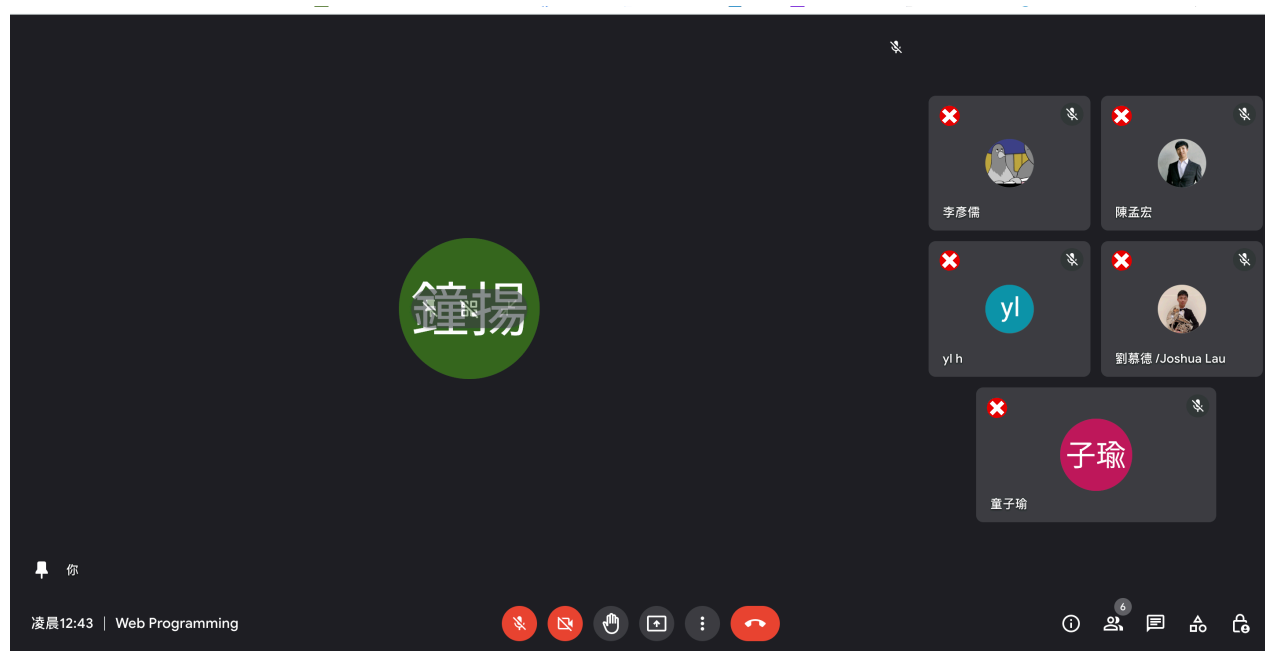 鐘揚
李彥儒
陳孟宏
yl
yl h
劉慕德 /Joshua Lau
子瑜
童子瑜
你
凌晨12:43 | Web Programming
6